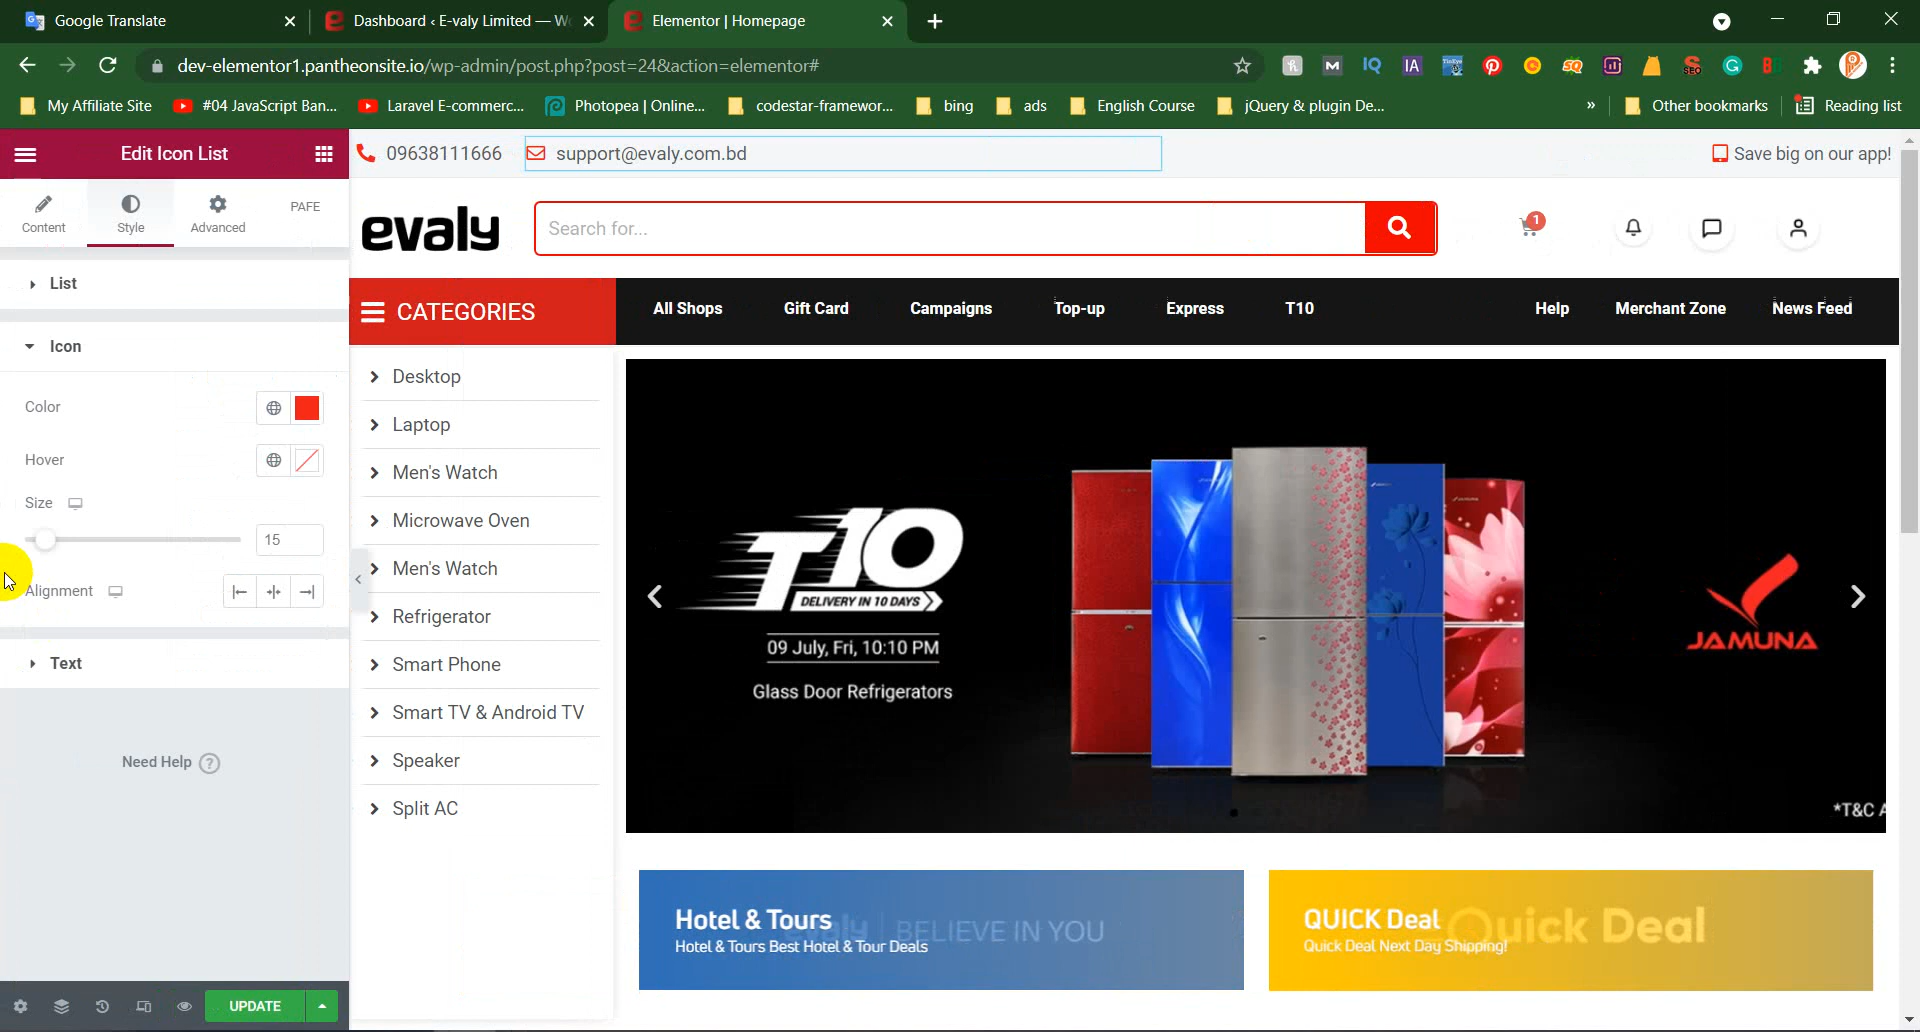 Google Translate
Dashboard ‹ E-valy Limited — W
Elementor | Homepage
dev-elementor1.pantheonsite.io/wp-admin/post.php?post=24&action=elementor#
My Affiliate Site
#04 JavaScript Ban...
Laravel E-commerc...
Photopea | Online...
codestar-framewor...
bing
ads
English Course
jQuery & plugin De...
»
Other bookmarks
Reading list
Edit Icon List
09638111666
support@evaly.com.bd
Save big on our app!
Content
Style
Advanced
PAFE
evaly
Search for...
1
List
CATEGORIES
All Shops
Gift Card
Campaigns
Top-up
Express
T10
Help
Merchant Zone
News Feed
Icon
Color
Hover
Size
15
Alignment
Text
Need Help ?
UPDATE
Desktop
Laptop
Men's Watch
Microwave Oven
Men's Watch
Refrigerator
Smart Phone
Smart TV & Android TV
Speaker
Split AC
T10
DELIVERY IN 10 DAYS
09 July, Fri, 10:10 PM
Glass Door Refrigerators
JAMUNA
*T&C A
Hotel & Tours
Hotel & Tours Best Hotel & Tour Deals
BELIEVE IN YOU
QUICK Deal
Quick Deal Next Day Shipping!
Quick Deal